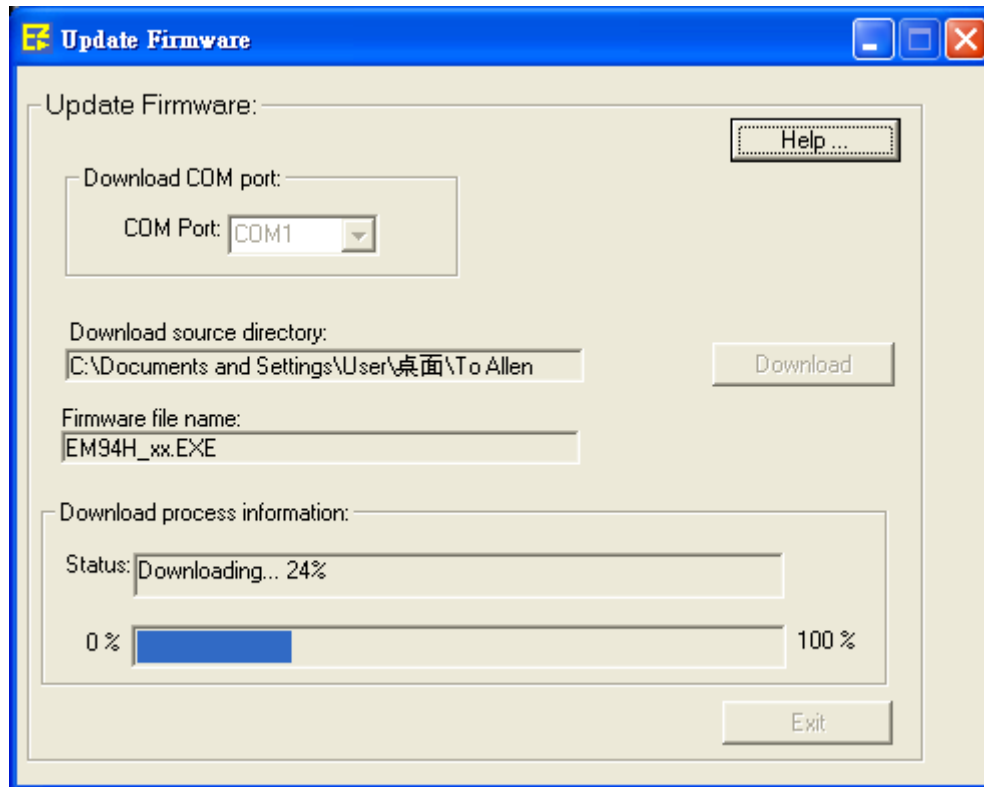 Update Firmware
Update Firmware:
Help ...
Download COM port:
COM Port: COM1
Download source directory:
C:\Documents and Settings\User\桌面\To Allen
Download
Firmware file name:
EM94H_xx.EXE
Download process information:
Status: Downloading... 24%
0 % 100 %
Exit